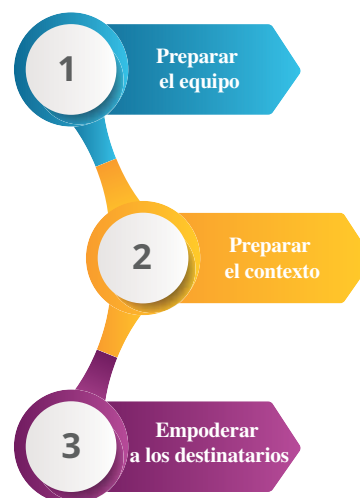 1
Preparar
el equipo
2
Preparar
el contexto
3
Empoderar
a los destinatarios